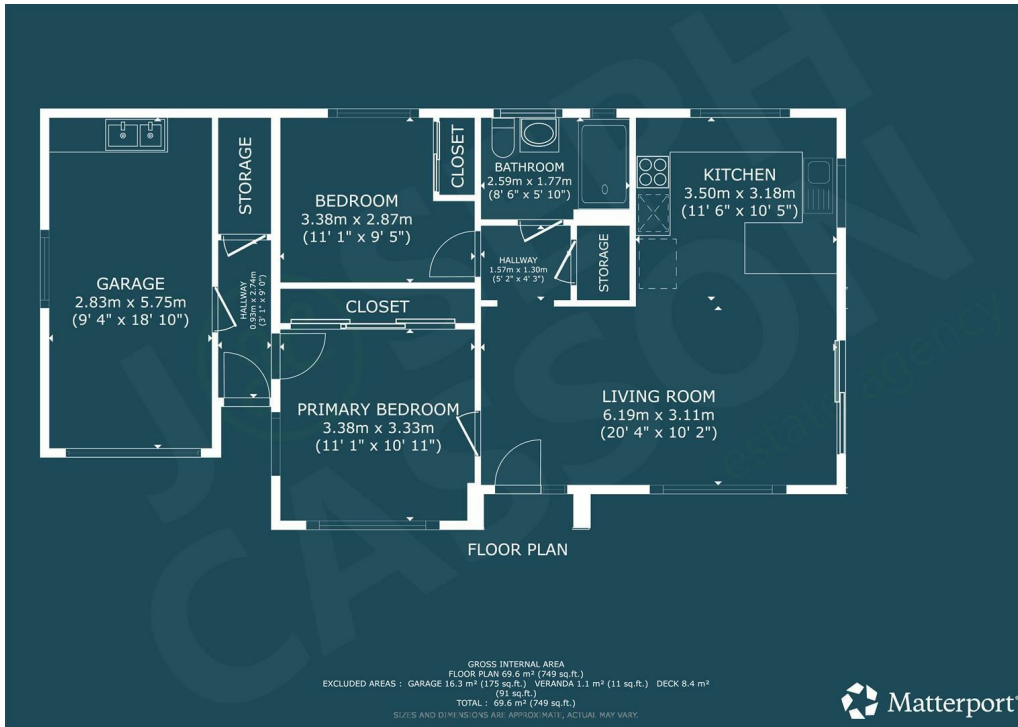 STORAGE
CLOSET
BATHROOM
2.59m x 1.77m
(8' 6" x 5' 10")
KITCHEN
3.50m x 3.18m
(11' 6" x 10' 5")
BEDROOM
3.38m x 2.87m
(11' 1" x 9' 5")
HALLWAY
1.57m x 1.30m
(5' 2" x 4' 3")
STORAGE
GARAGE
2.83m x 5.75m
(9' 4" x 18' 10")
HALLWAY
0.93m x 2.74m
(3' 1" x 9' 0")
CLOSET
PRIMARY BEDROOM
3.38m x 3.33m
(11' 1" x 10' 11")
LIVING ROOM
6.19m x 3.11m
(20' 4" x 10' 2")
JOSEPH
CASSON
estate agency
FLOOR PLAN
GROSS INTERNAL AREA
FLOOR PLAN 69.6 m² (749 sq.ft.)
EXCLUDED AREAS : GARAGE 16.3 m² (175 sq.ft.) VERANDA 1.1 m² (11 sq.ft.) DECK 8.4 m²
(91 sq.ft.)
TOTAL : 69.6 m² (749 sq.ft.)
SIZES AND DIMENSIONS ARE APPROXIMATE, ACTUAL MAY VARY.
Matterport